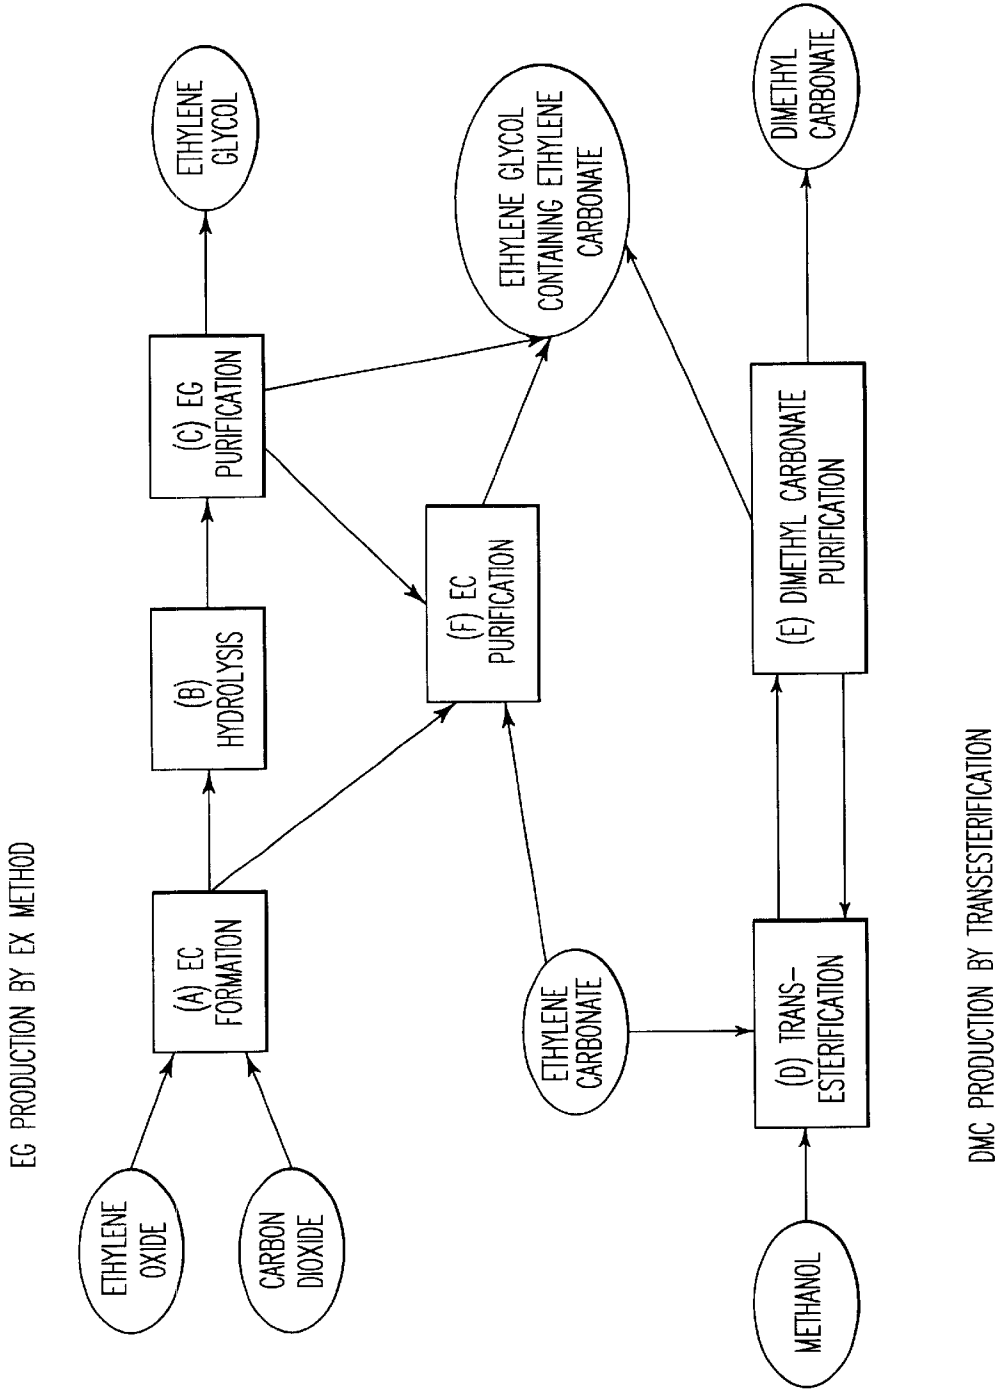 EG PRODUCTION BY EX METHOD
ETHYLENE
OXIDE
CARBON
DIOXIDE
(A) EC
FORMATION
(B)
HYDROLYSIS
(C) EG
PURIFICATION
ETHYLENE
GLYCOL
(F) EC
PURIFICATION
ETHYLENE GLYCOL
CONTAINING ETHYLENE
CARBONATE
ETHYLENE
CARBONATE
METHANOL
(D) TRANS-
ESTERIFICATION
(E) DIMETHYL CARBONATE
PURIFICATION
DIMETHYL
CARBONATE
DMC PRODUCTION BY TRANSESTERIFICATION